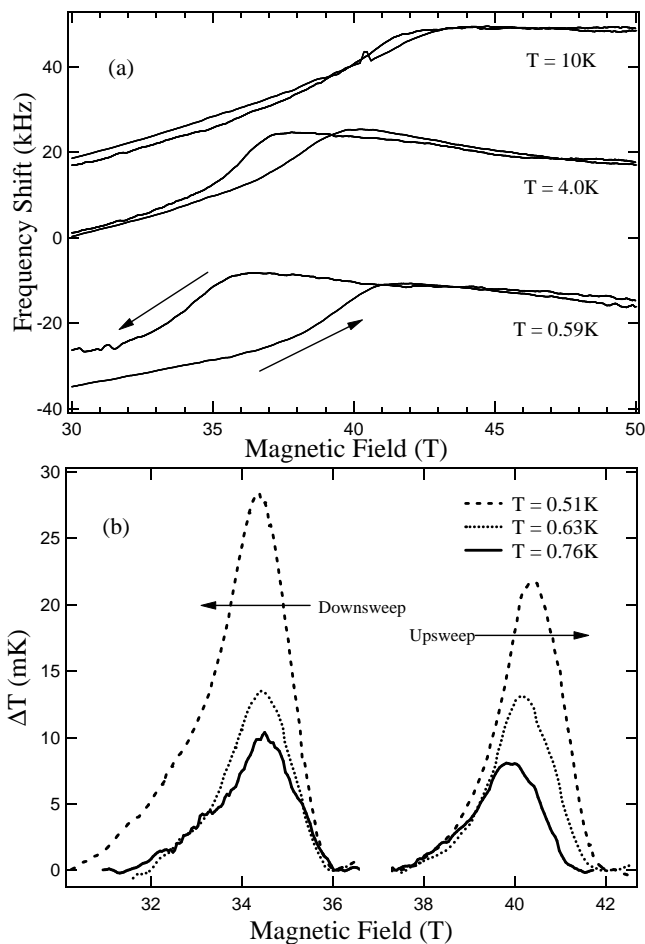 (a)
T = 10K
T = 4.0K
T = 0.59K
Frequency Shift (kHz)
40
20
0
-20
-40
30 35 40 45 50
Magnetic Field (T)
(b)
T = 0.51K
T = 0.63K
T = 0.76K
Downsweep
Upsweep
ΔT (mK)
30
25
20
15
10
5
0
32 34 36 38 40 42
Magnetic Field (T)